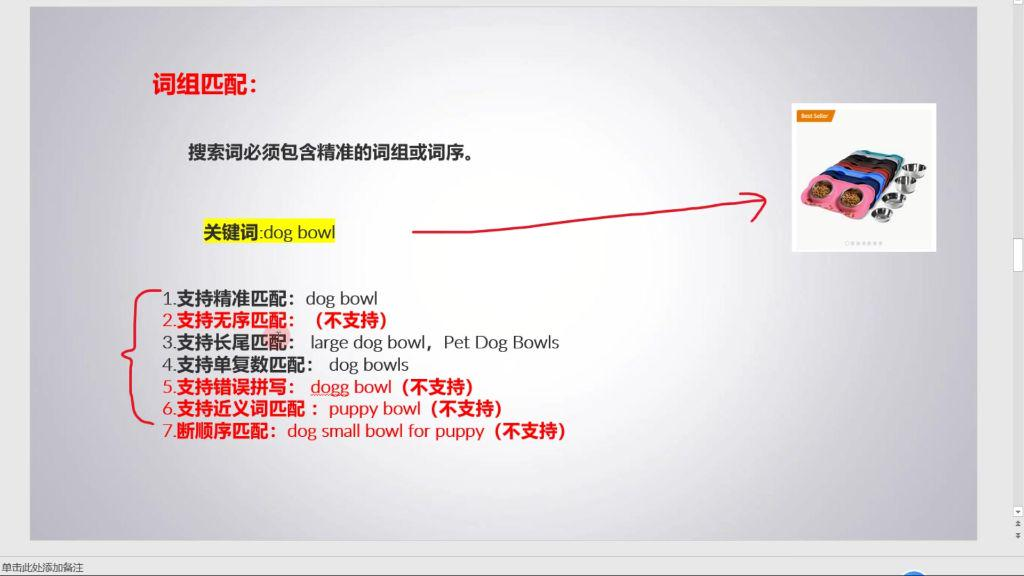 词组匹配：
Best Seller
搜索词必须包含精准的词组或词序。
关键词:dog bowl
1.支持精准匹配： dog bowl
2.支持无序匹配：（不支持）
3.支持长尾匹配： large dog bowl，Pet Dog Bowls
4.支持单复数匹配： dog bowls
5.支持错误拼写： dogg bowl（不支持）
6.支持近义词匹配 ：puppy bowl（不支持）
7.断顺序匹配：dog small bowl for puppy（不支持）
单击此处添加备注